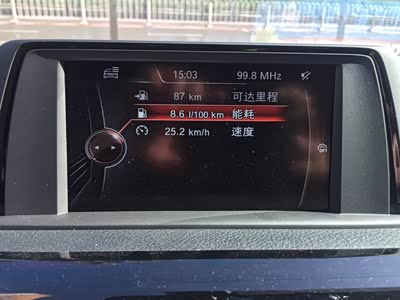 15:03 99.8 MHz
87 km 可达里程
8.6 l/100 km 能耗
25.2 km/h 速度